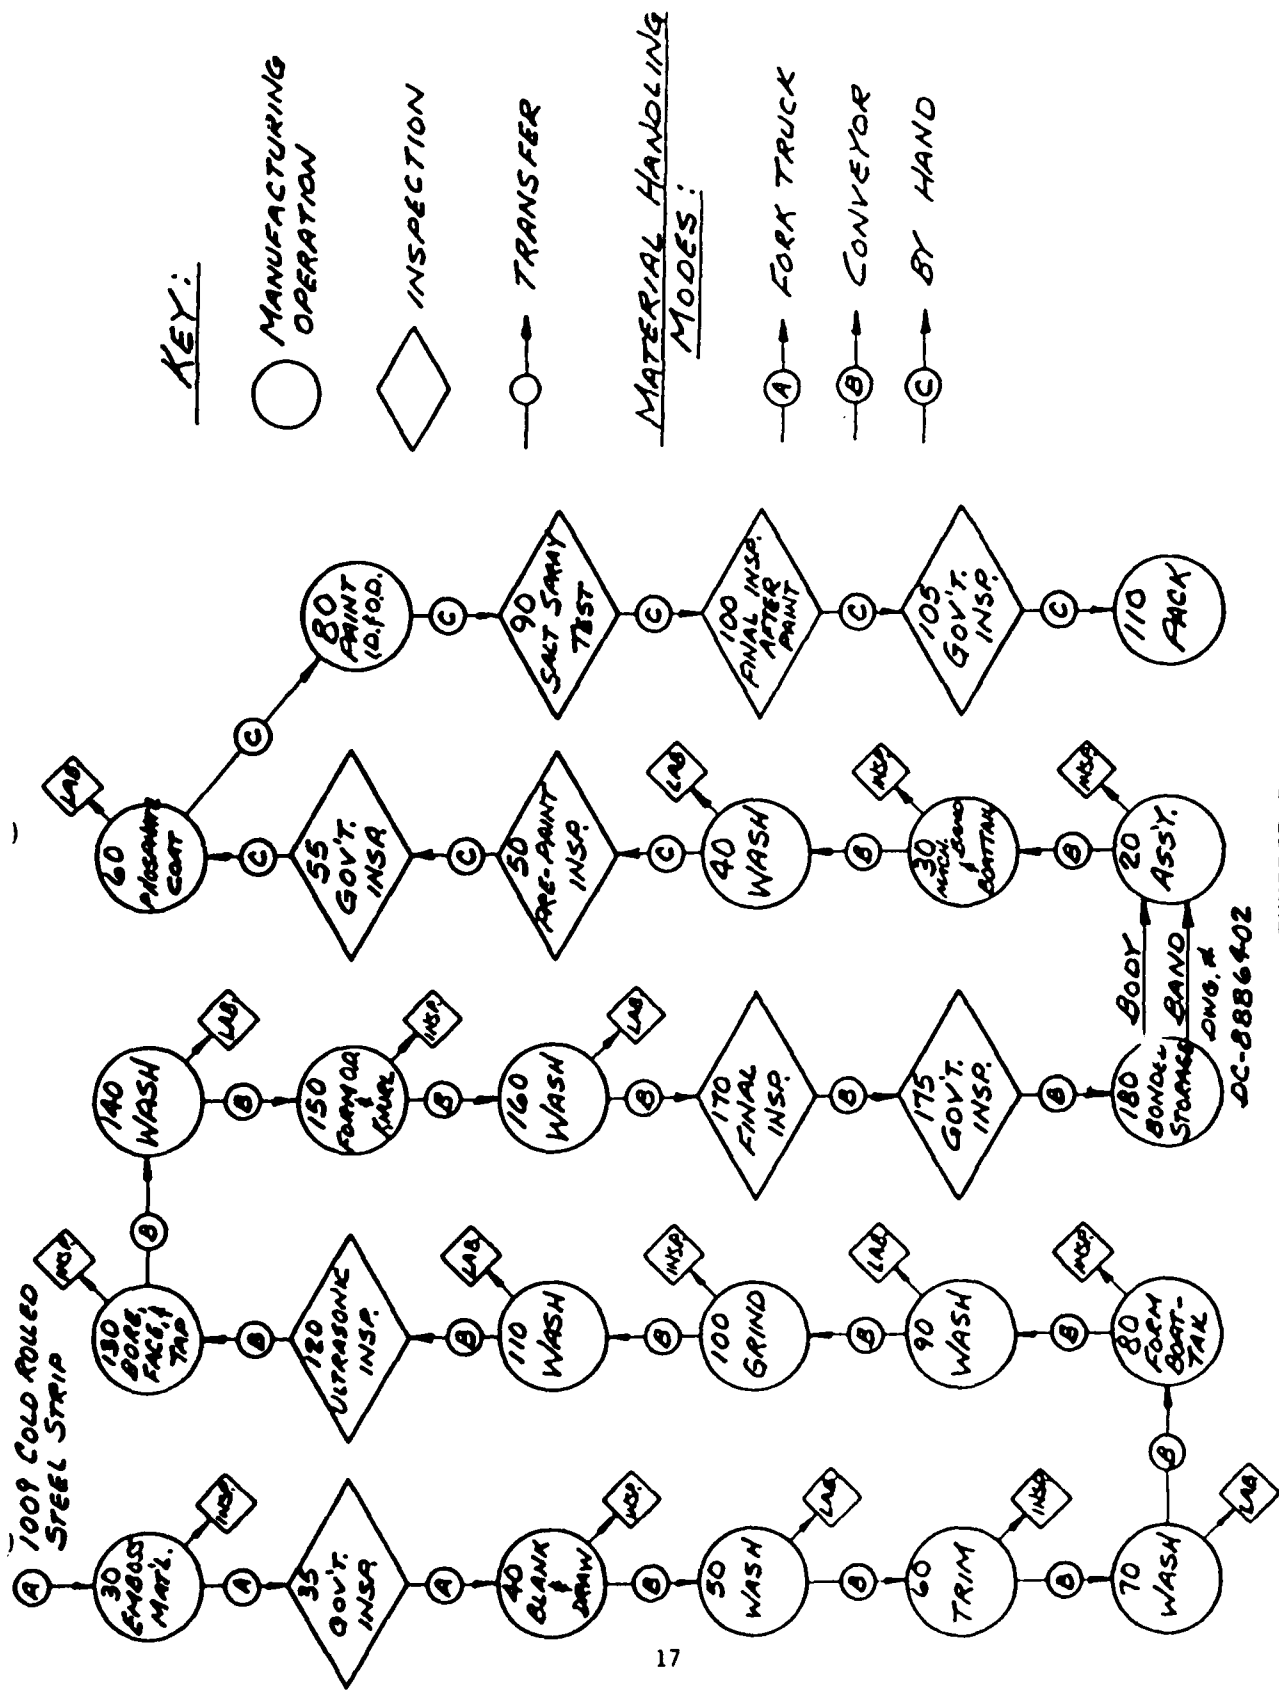 1009 COLD ROLLED
STEEL STRIP
A
30
EMBOSS
MAT'L.
INSP.
A
35
GOV'T.
INSP.
A
40
BLANK
&
DRAW
INSP.
B
50
WASH
LAB.
B
60
TRIM
INSP.
B
70
WASH
LAB.
B
80
FORM
BOAT-
TAIL
INSP.
B
90
WASH
LAB.
B
100
GRIND
INSP.
B
110
WASH
LAB.
B
120
ULTRASONIC
INSP.
B
130
BORE,
FACE, &
TAP
INSP.
B
140
WASH
LAB.
B
150
FORM OD.
&
KNURL
INSP.
B
160
WASH
LAB.
B
170
FINAL
INSP.
B
175
GOV'T.
INSP.
B
180
BONDED
STORAGE
BODY
BAND
DWG. #
DC-8886402
20
ASS'Y.
INSP.
B
30
MACH.
BAND
&
BOATTAIL
INSP.
B
40
WASH
LAB.
C
50
PRE-PAINT
INSP.
C
55
GOV'T.
INSP.
C
60
PHOSPHATE
COAT
LAB.
C
80
PAINT
I.D. & O.D.
C
90
SALT SPRAY
TEST
C
100
FINAL INSP.
AFTER
PAINT
C
105
GOV'T.
INSP.
C
110
PACK
KEY:
MANUFACTURING
OPERATION
INSPECTION
TRANSFER
MATERIAL HANDLING
MODES:
A FORK TRUCK
B CONVEYOR
C BY HAND
17